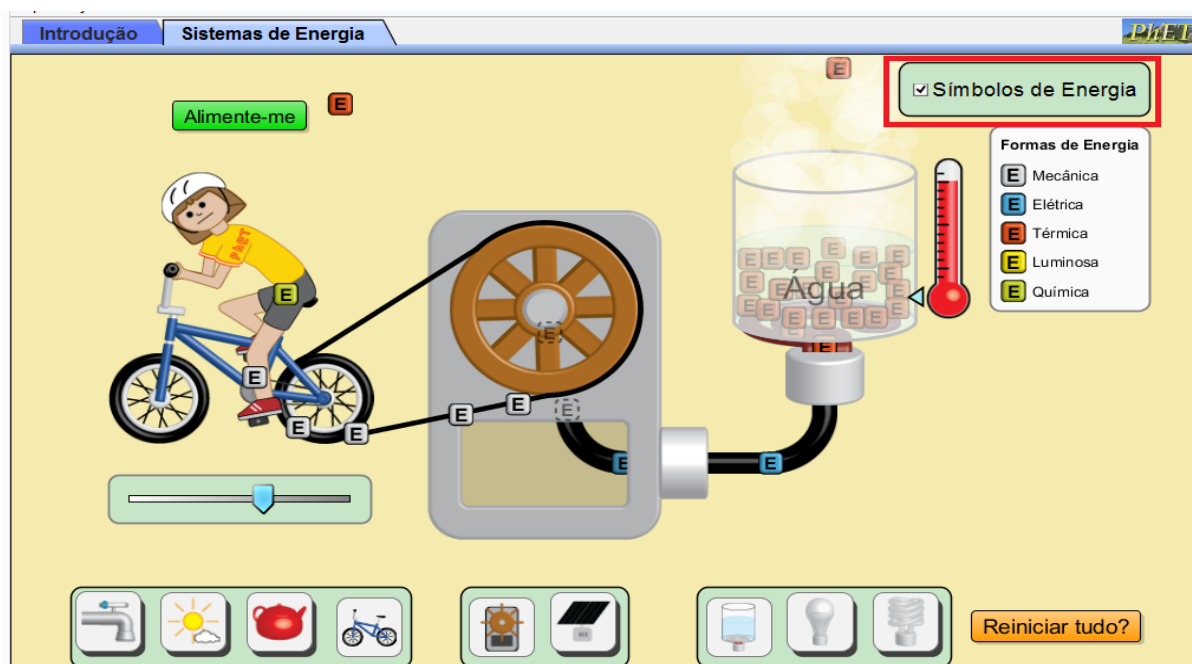 Introdução
Sistemas de Energia
PhET
Alimente-me
E
E
Símbolos de Energia
Formas de Energia
E Mecânica
E Elétrica
E Térmica
E Luminosa
E Química
PhET
E
E
E
E
E
E
E
E
E
E
Água
E
Reiniciar tudo?